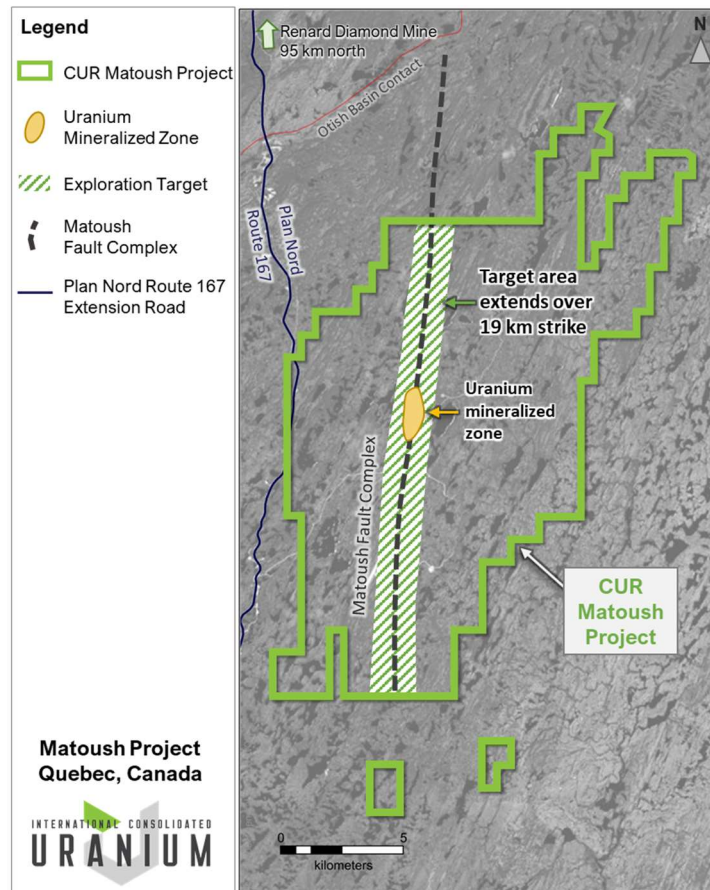 Legend
CUR Matoush Project
Uranium
Mineralized Zone
Exploration Target
Matoush
Fault Complex
Plan Nord Route 167
Extension Road
Matoush Project
Quebec, Canada
INTERNATIONAL CONSOLIDATED
URANIUM
Renard Diamond Mine
95 km north
N
Otish Basin Contact
Plan Nord
Route 167
Target area
extends over
19 km strike
Uranium
mineralized
zone
Matoush Fault Complex
CUR
Matoush
Project
0 5
kilometers